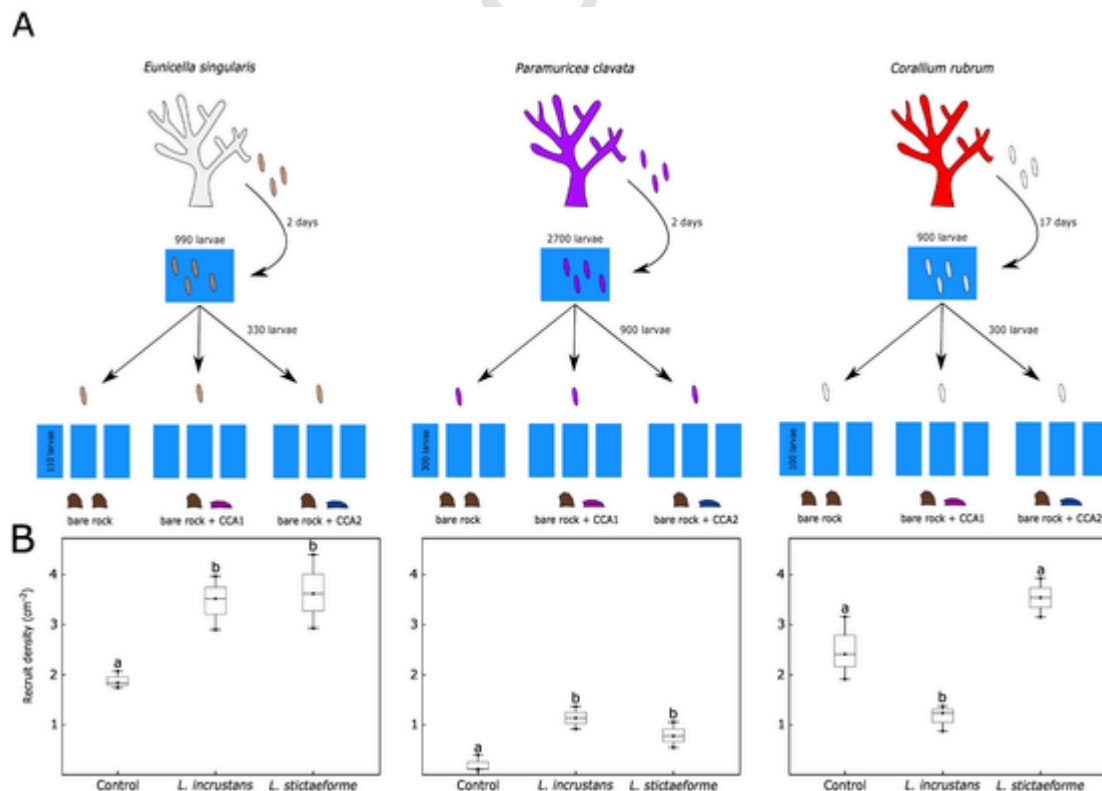 A
Eunicella singularis
Paramuricea clavata
Corallium rubrum
2 days
2 days
17 days
990 larvae
2700 larvae
900 larvae
330 larvae
900 larvae
300 larvae
110 larvae
300 larvae
100 larvae
bare rock
bare rock + CCA1
bare rock + CCA2
bare rock
bare rock + CCA1
bare rock + CCA2
bare rock
bare rock + CCA1
bare rock + CCA2
B
Recruit density (cm⁻²)
4
3
2
1
a
b
b
Control
L. incrustans
L. stictaeforme
4
3
2
1
a
b
b
Control
L. incrustans
L. stictaeforme
4
3
2
1
a
b
a
Control
L. incrustans
L. stictaeforme